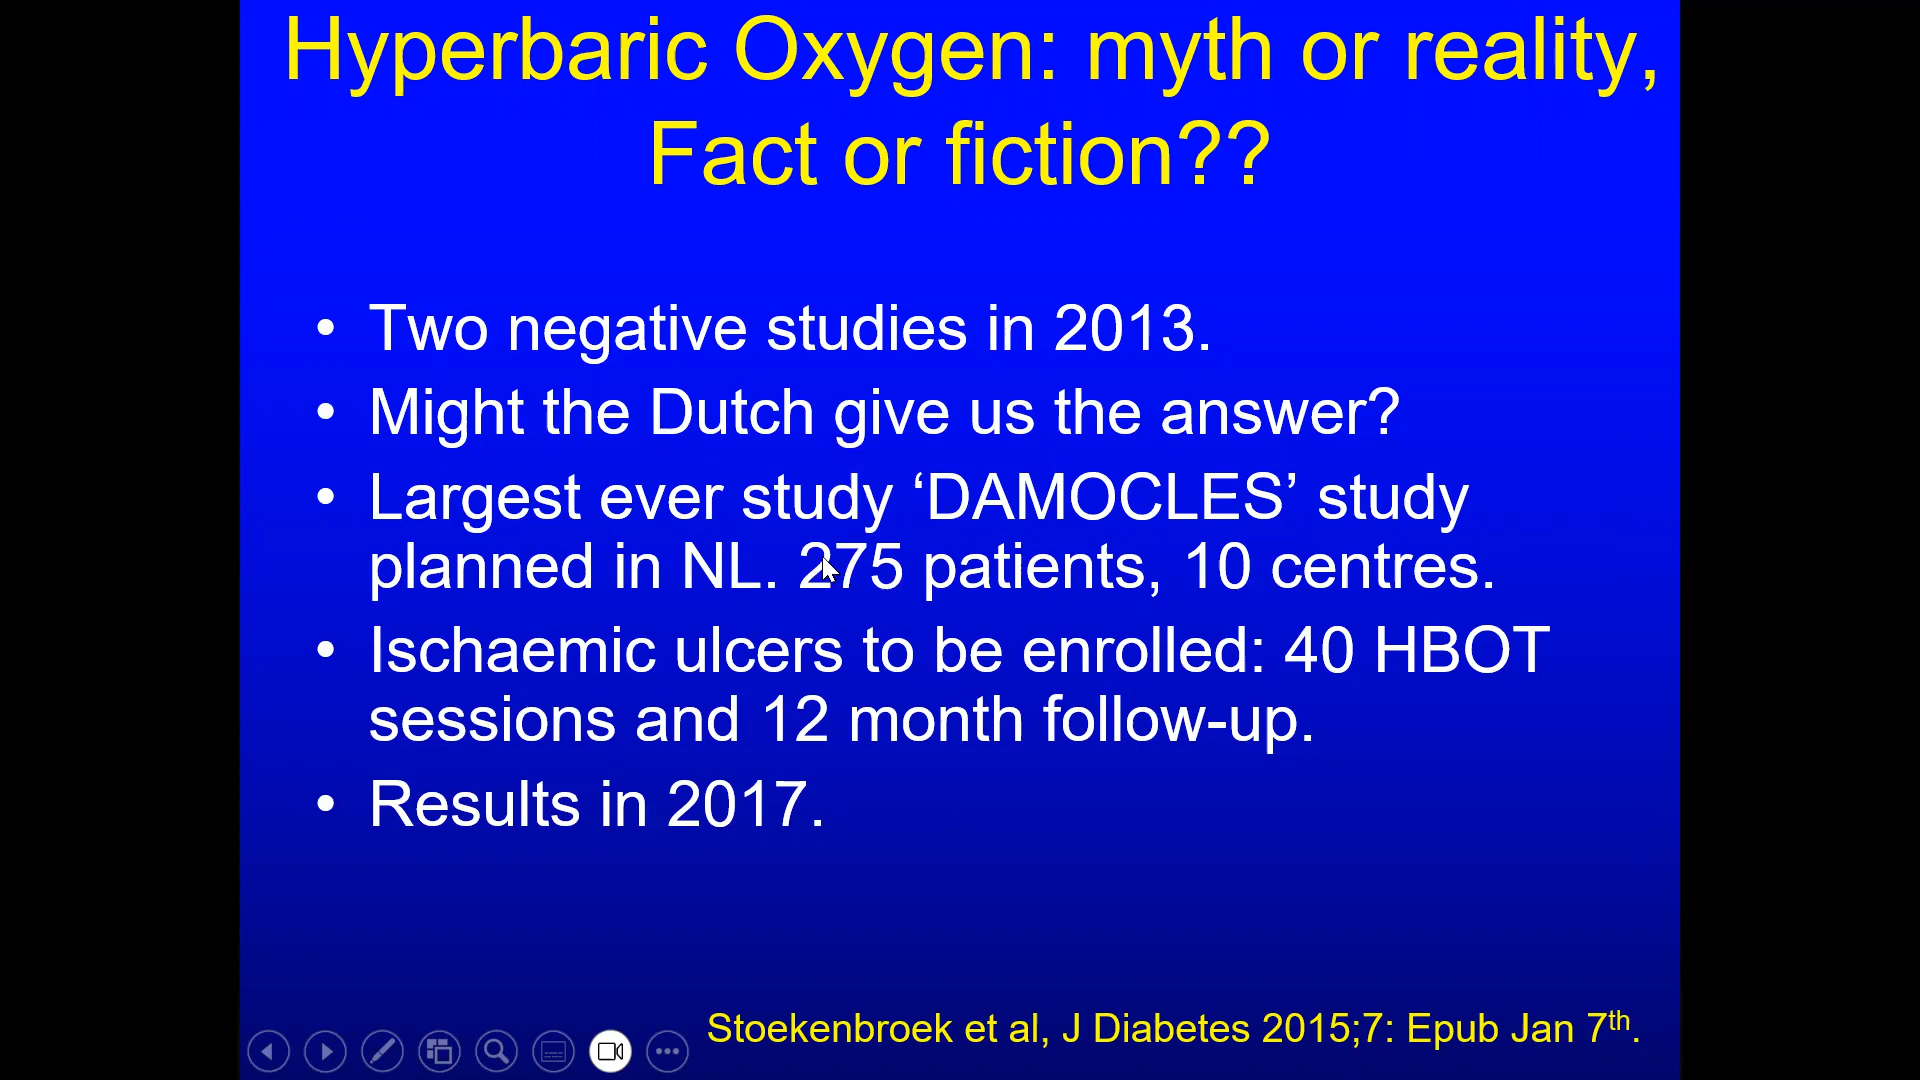 Hyperbaric Oxygen: myth or reality,
Fact or fiction??
• Two negative studies in 2013.
• Might the Dutch give us the answer?
• Largest ever study ‘DAMOCLES’ study
planned in NL. 275 patients, 10 centres.
• Ischaemic ulcers to be enrolled: 40 HBOT
sessions and 12 month follow-up.
• Results in 2017.
Stoekenbroek et al, J Diabetes 2015;7: Epub Jan 7th.